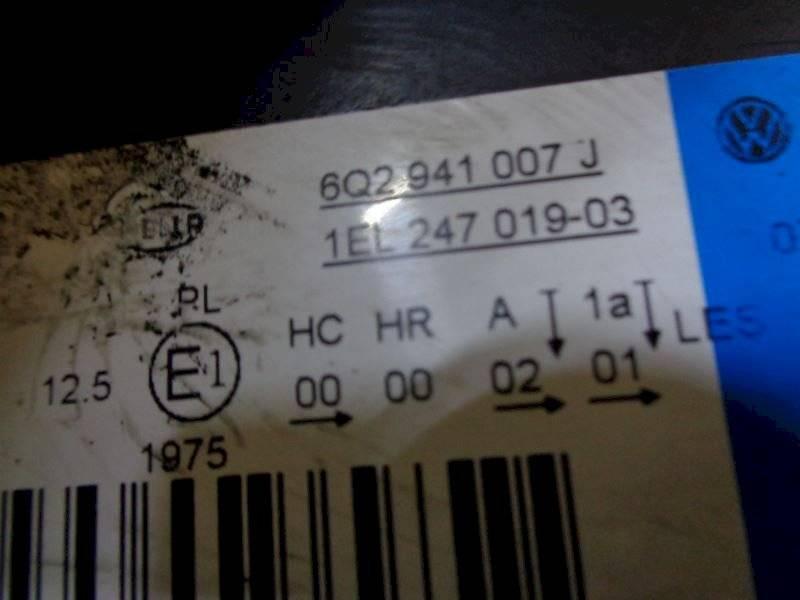 6Q2 941 007 J
1EL 247 019-03
PL
HC HR A 1a LES
12.5 E1 00 00 02 01
1975